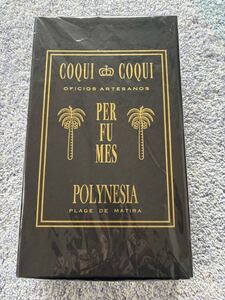 COQUI COQUI
OFICIOS ARTESANOS
PER
FU
MES
POLYNESIA
PLAGE DE MATIRA